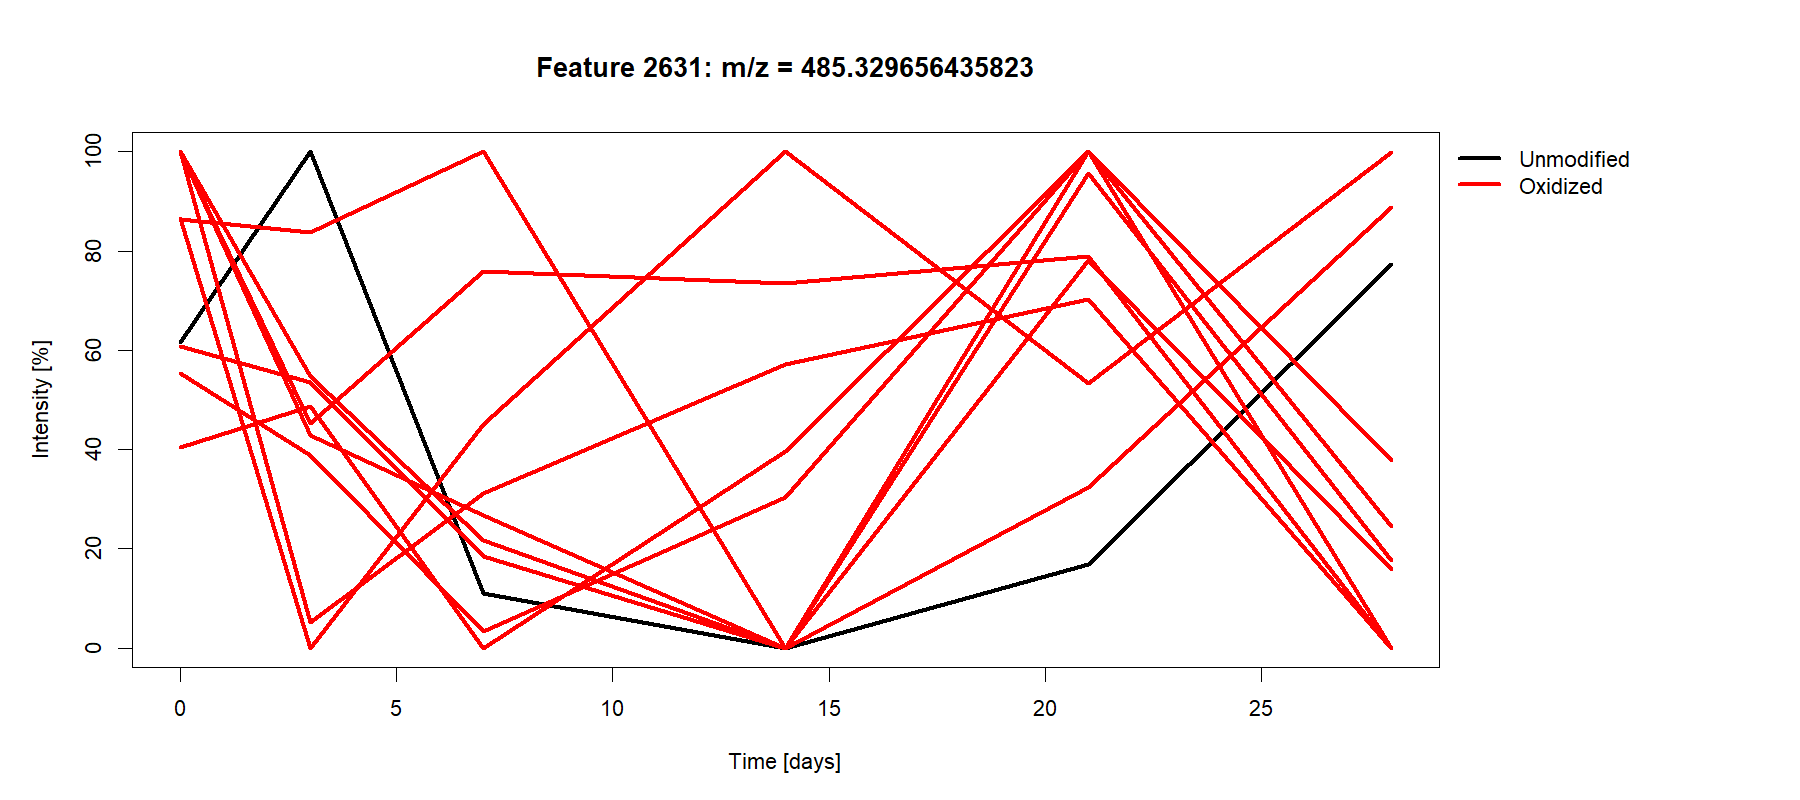 Feature 2631: m/z = 485.329656435823
Unmodified
Oxidized
Intensity [%]
100
80
60
40
20
0
0 5 10 15 20 25
Time [days]